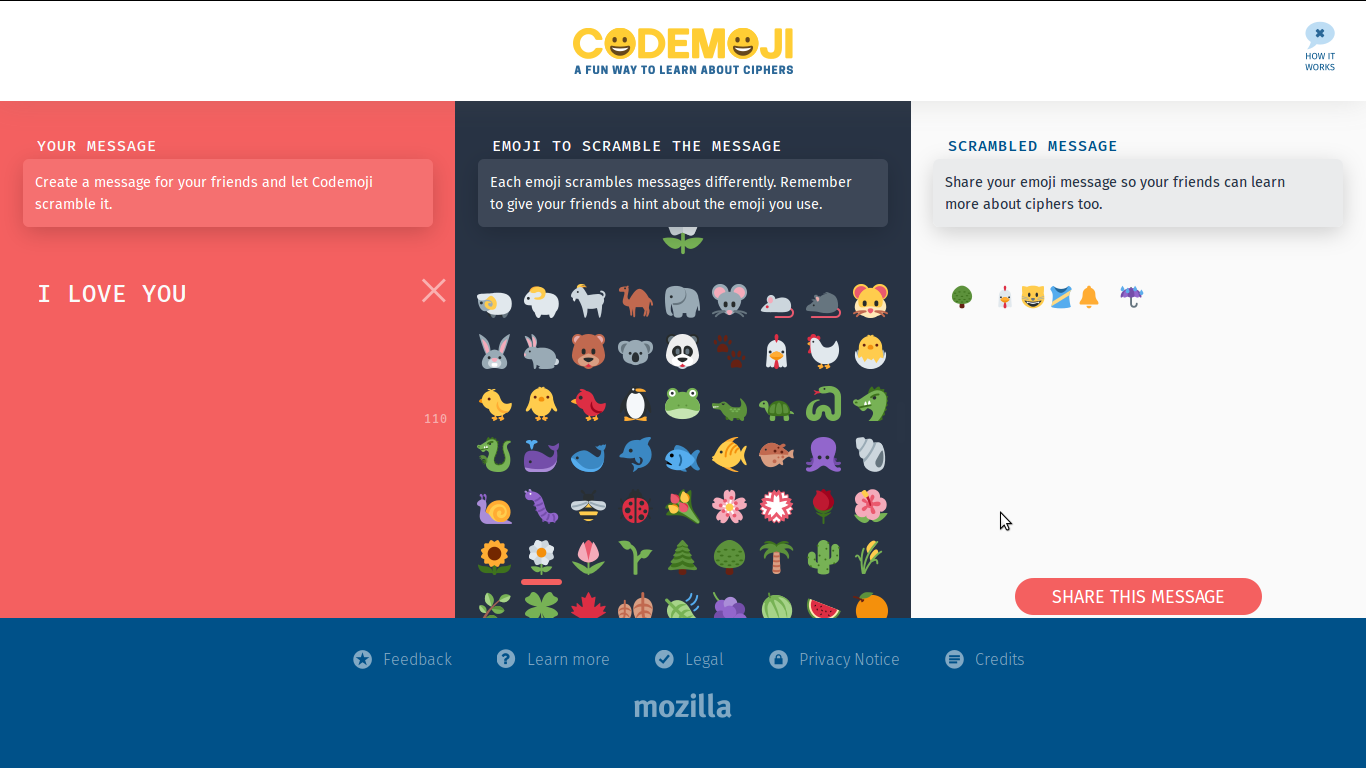 CODEMOJI
A FUN WAY TO LEARN ABOUT CIPHERS
HOW IT
WORKS
YOUR MESSAGE
Create a message for your friends and let Codemoji
scramble it.
I LOVE YOU
110
EMOJI TO SCRAMBLE THE MESSAGE
Each emoji scrambles messages differently. Remember
to give your friends a hint about the emoji you use.
SCRAMBLED MESSAGE
Share your emoji message so your friends can learn
more about ciphers too.
SHARE THIS MESSAGE
Feedback
Learn more
Legal
Privacy Notice
Credits
mozilla